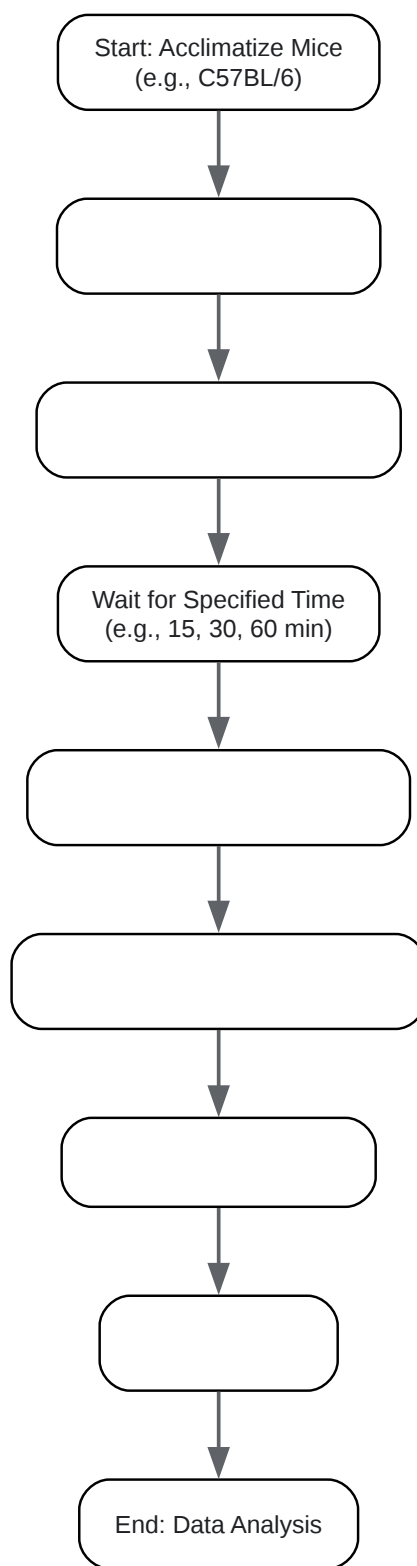 Start: Acclimatize Mice
(e.g., C57BL/6)
Wait for Specified Time
(e.g., 15, 30, 60 min)
End: Data Analysis